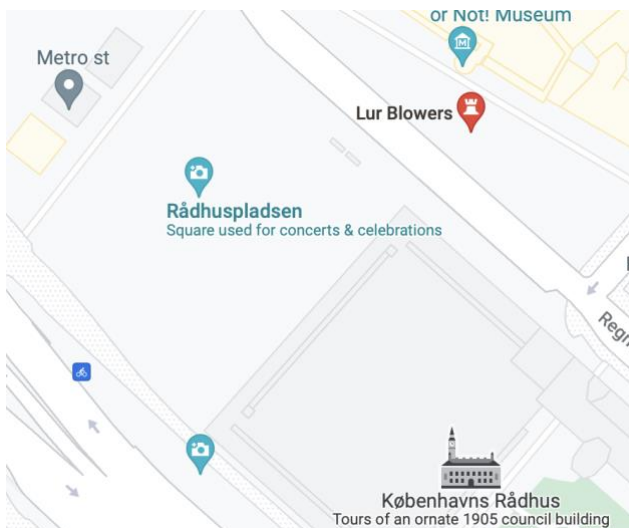 or Not! Museum
Metro st
Lur Blowers
Rådhuspladsen
Square used for concerts & celebrations
Regn
Københavns Rådhus
Tours of an ornate 1905 council building